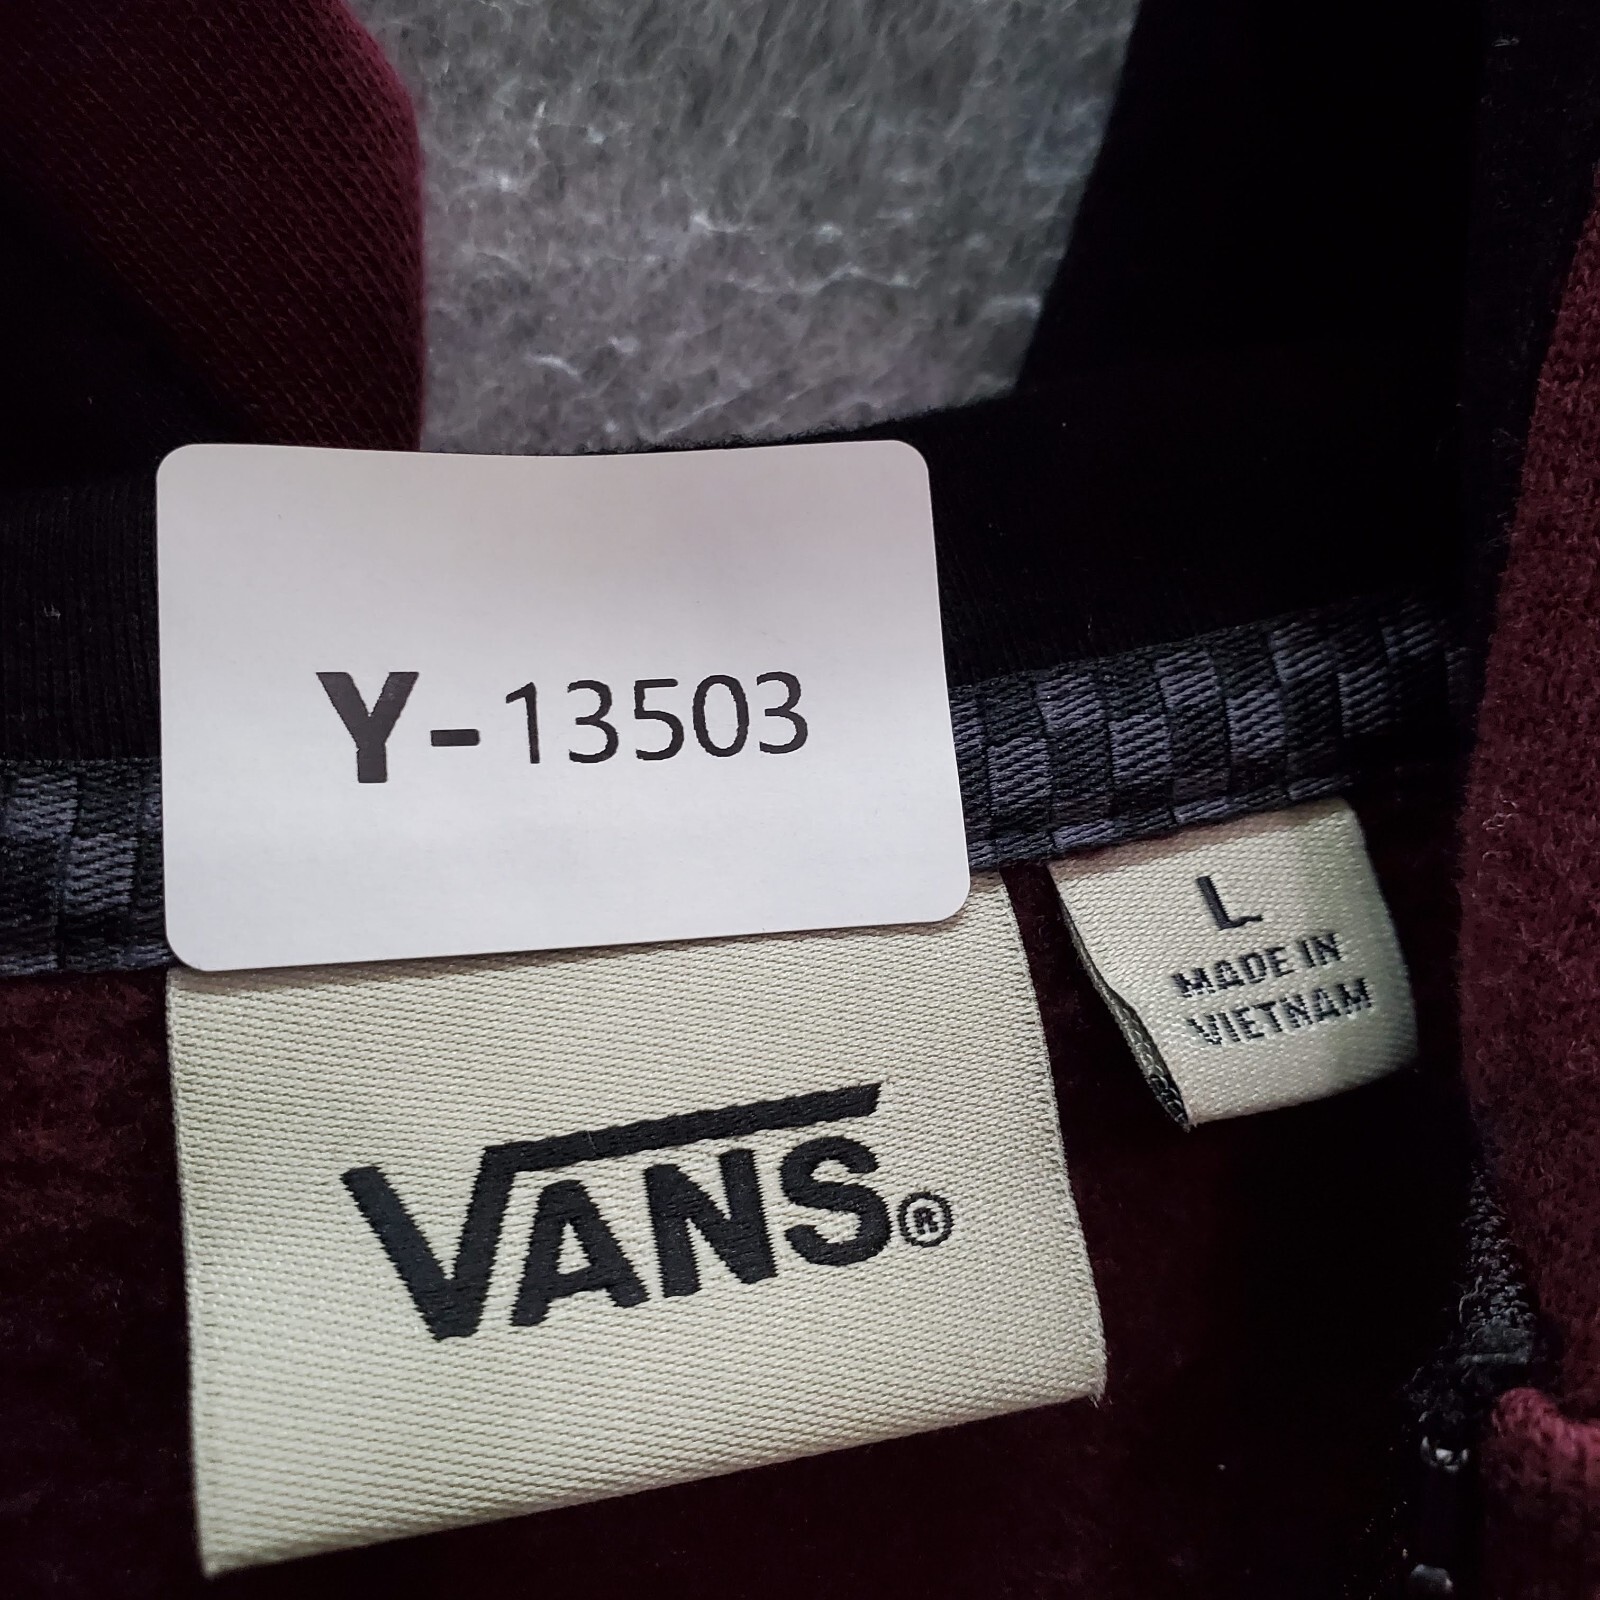 Y-13503
L
MADE IN
VIETNAM
VANS®